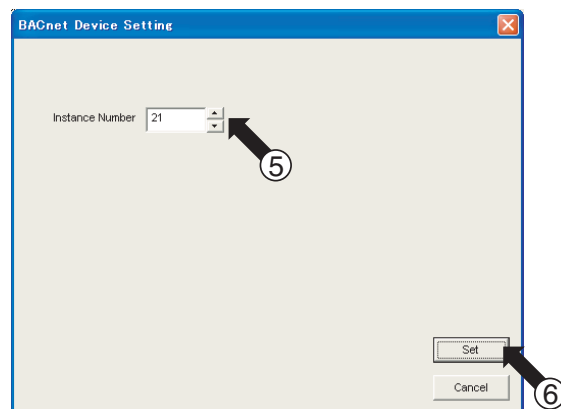 BACnet Device Setting
Instance Number 21
⑤
Set
Cancel
⑥